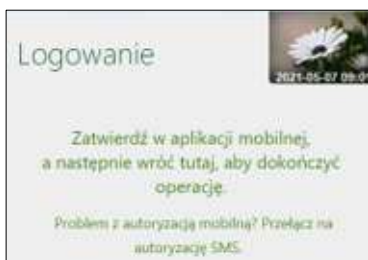 Logowanie
2021-05-07 09:01
Zatwierdź w aplikacji mobilnej,
a następnie wróć tutaj, aby dokończyć
operację.
Problem z autoryzacją mobilną? Przełącz na
autoryzację SMS.